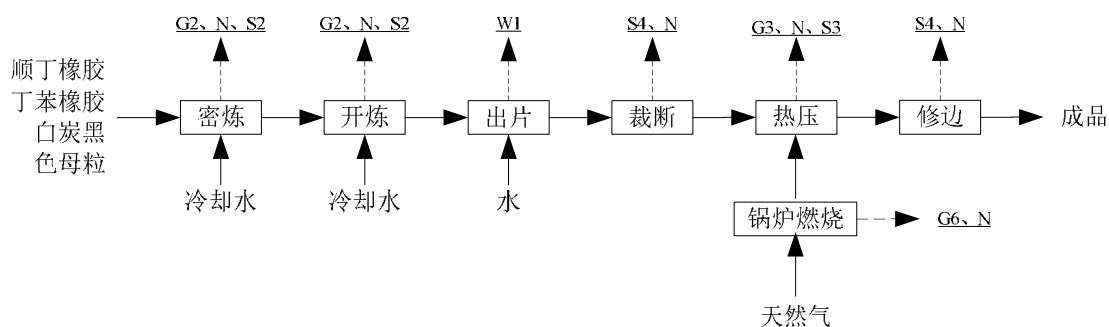 G2、N、S2
G2、N、S2
W1
S4、N
G3、N、S3
S4、N
顺丁橡胶
丁苯橡胶
白炭黑
色母粒
密炼
开炼
出片
裁断
热压
修边
成品
冷却水
冷却水
水
锅炉燃烧
G6、N
天然气